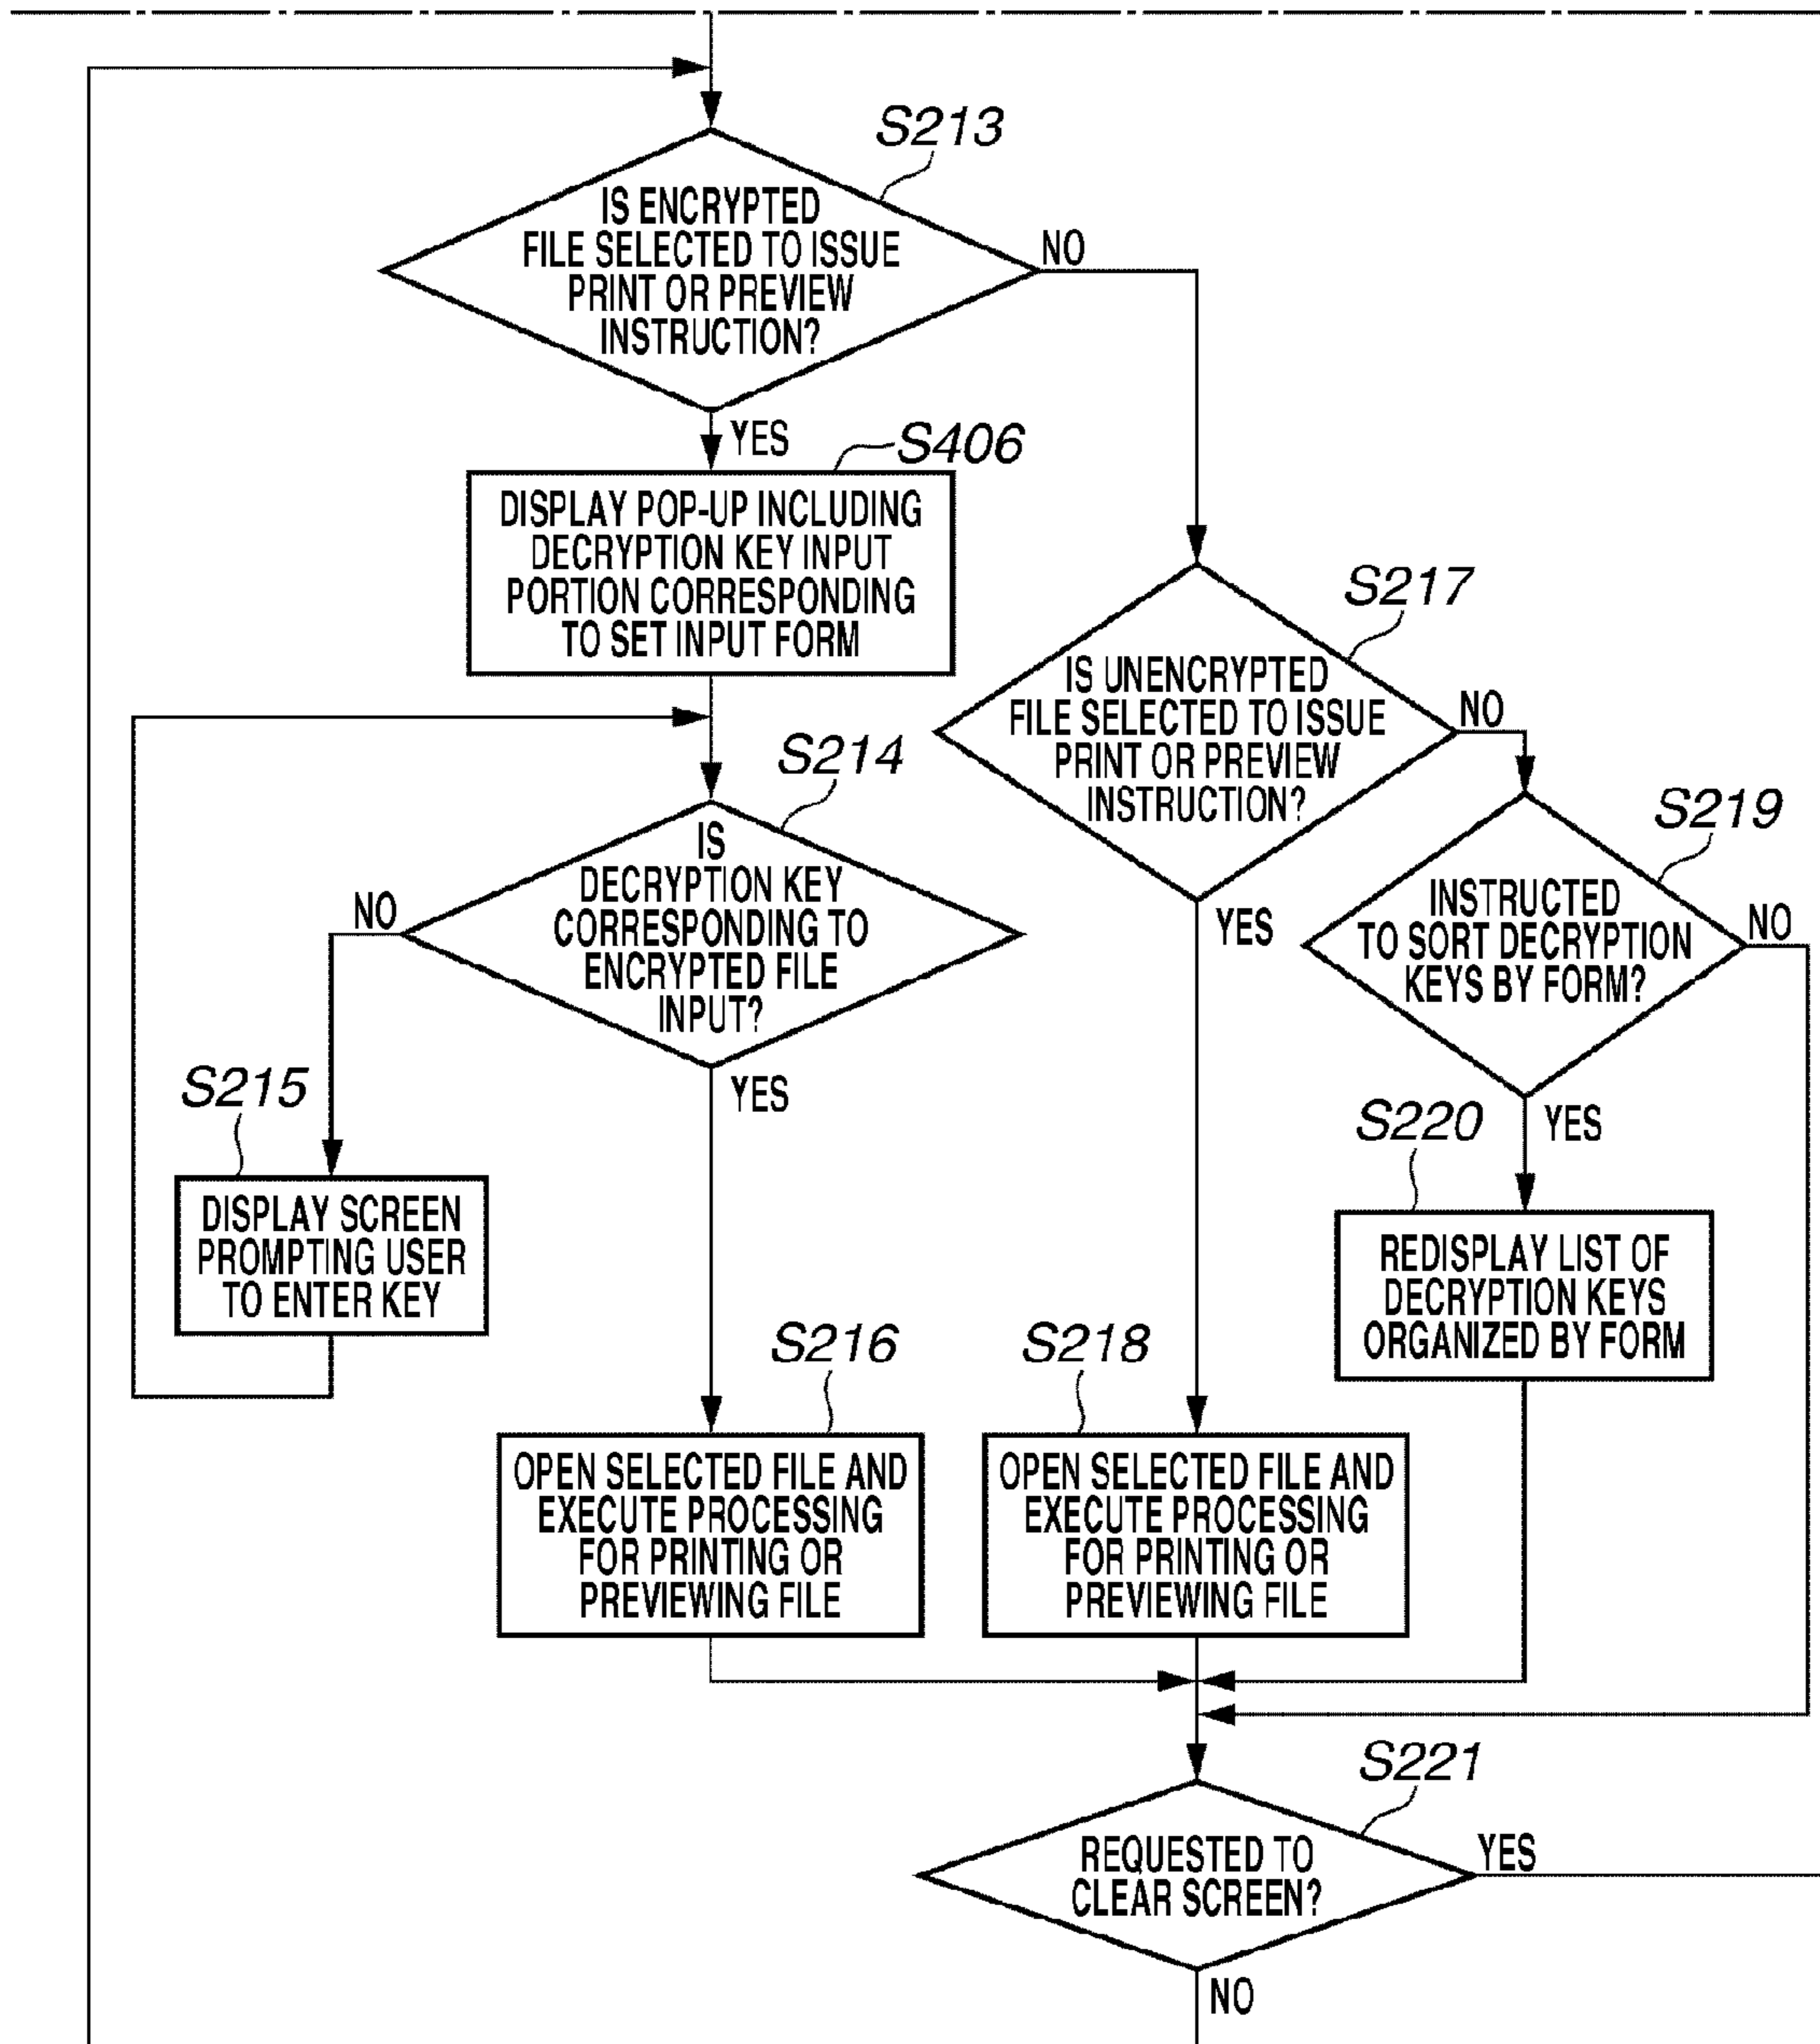 S213
IS ENCRYPTED
FILE SELECTED TO ISSUE
PRINT OR PREVIEW
INSTRUCTION?
NO
YES
S406
DISPLAY POP-UP INCLUDING
DECRYPTION KEY INPUT
PORTION CORRESPONDING
TO SET INPUT FORM
S217
IS UNENCRYPTED
FILE SELECTED TO ISSUE
PRINT OR PREVIEW
INSTRUCTION?
NO
YES
S214
IS
DECRYPTION KEY
CORRESPONDING TO
ENCRYPTED FILE
INPUT?
NO
YES
S219
INSTRUCTED
TO SORT DECRYPTION
KEYS BY FORM?
NO
YES
S215
DISPLAY SCREEN
PROMPTING USER
TO ENTER KEY
S220
REDISPLAY LIST OF
DECRYPTION KEYS
ORGANIZED BY FORM
S216
OPEN SELECTED FILE AND
EXECUTE PROCESSING
FOR PRINTING OR
PREVIEWING FILE
S218
OPEN SELECTED FILE AND
EXECUTE PROCESSING
FOR PRINTING OR
PREVIEWING FILE
S221
REQUESTED TO
CLEAR SCREEN?
YES
NO